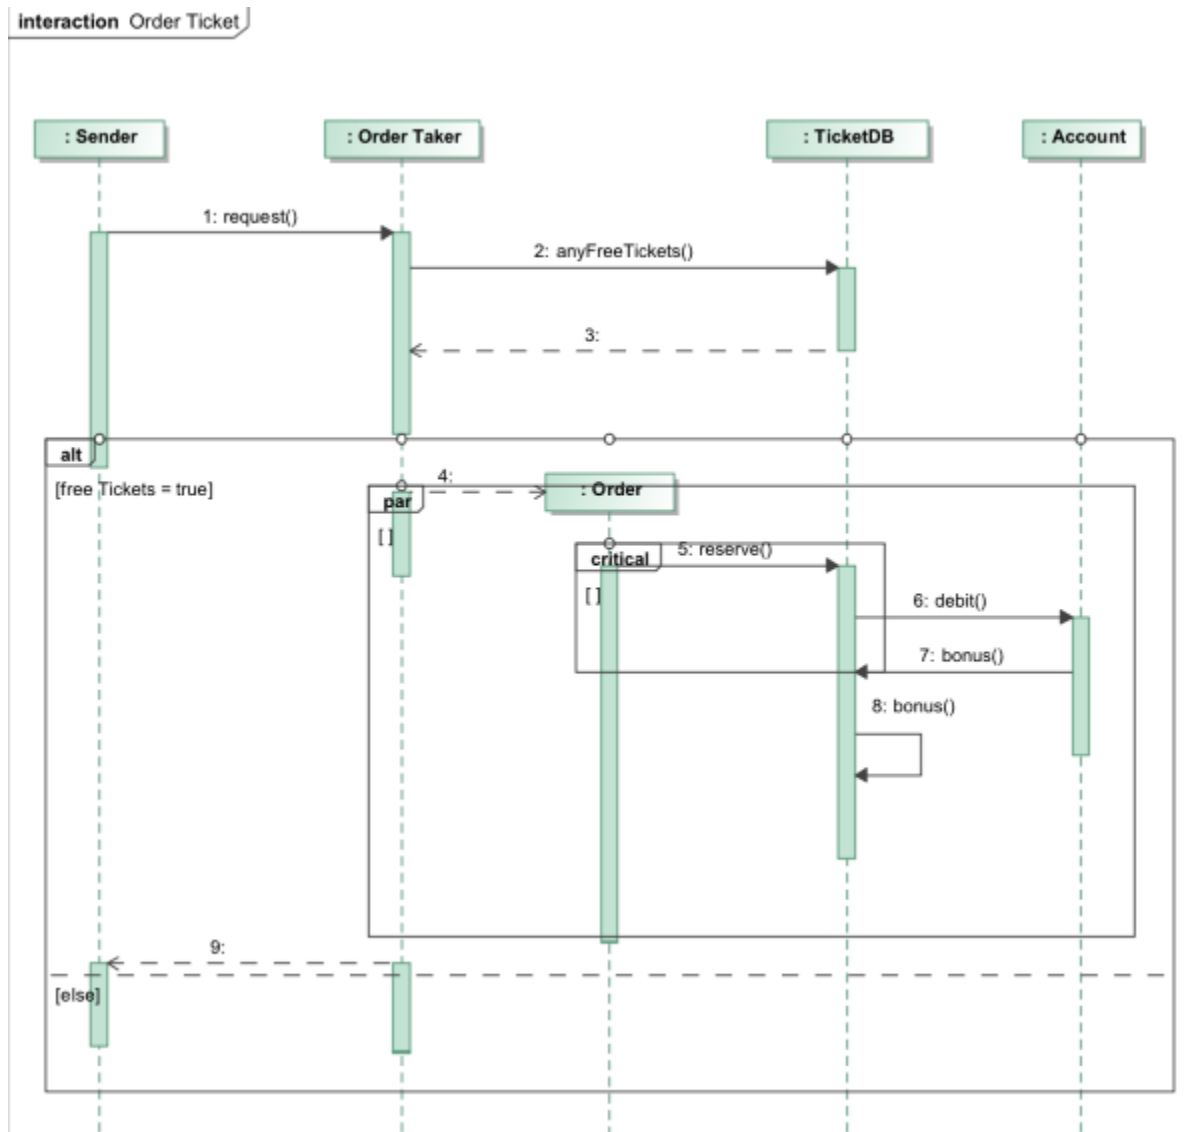 interaction Order Ticket
: Sender
: Order Taker
: TicketDB
: Account
1: request()
2: anyFreeTickets()
3:
alt
[free Tickets = true]
4:
: Order
par
[ ]
critical
5: reserve()
[ ]
6: debit()
7: bonus()
8: bonus()
9:
[else]